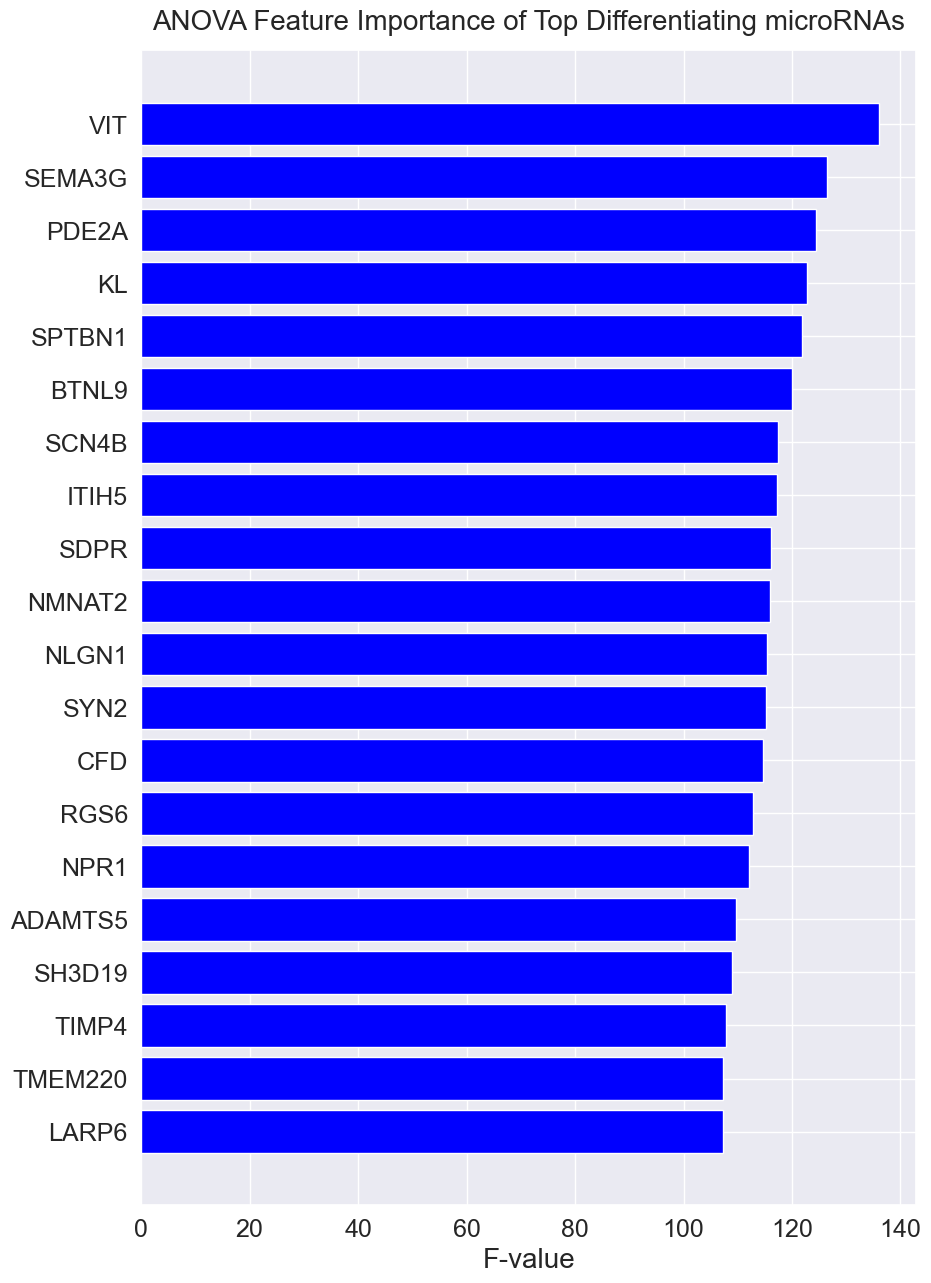 ANOVA Feature Importance of Top Differentiating microRNAs
VIT
SEMA3G
PDE2A
KL
SPTBN1
BTNL9
SCN4B
ITIH5
SDPR
NMNAT2
NLGN1
SYN2
CFD
RGS6
NPR1
ADAMTS5
SH3D19
TIMP4
TMEM220
LARP6
0 20 40 60 80 100 120 140
F-value